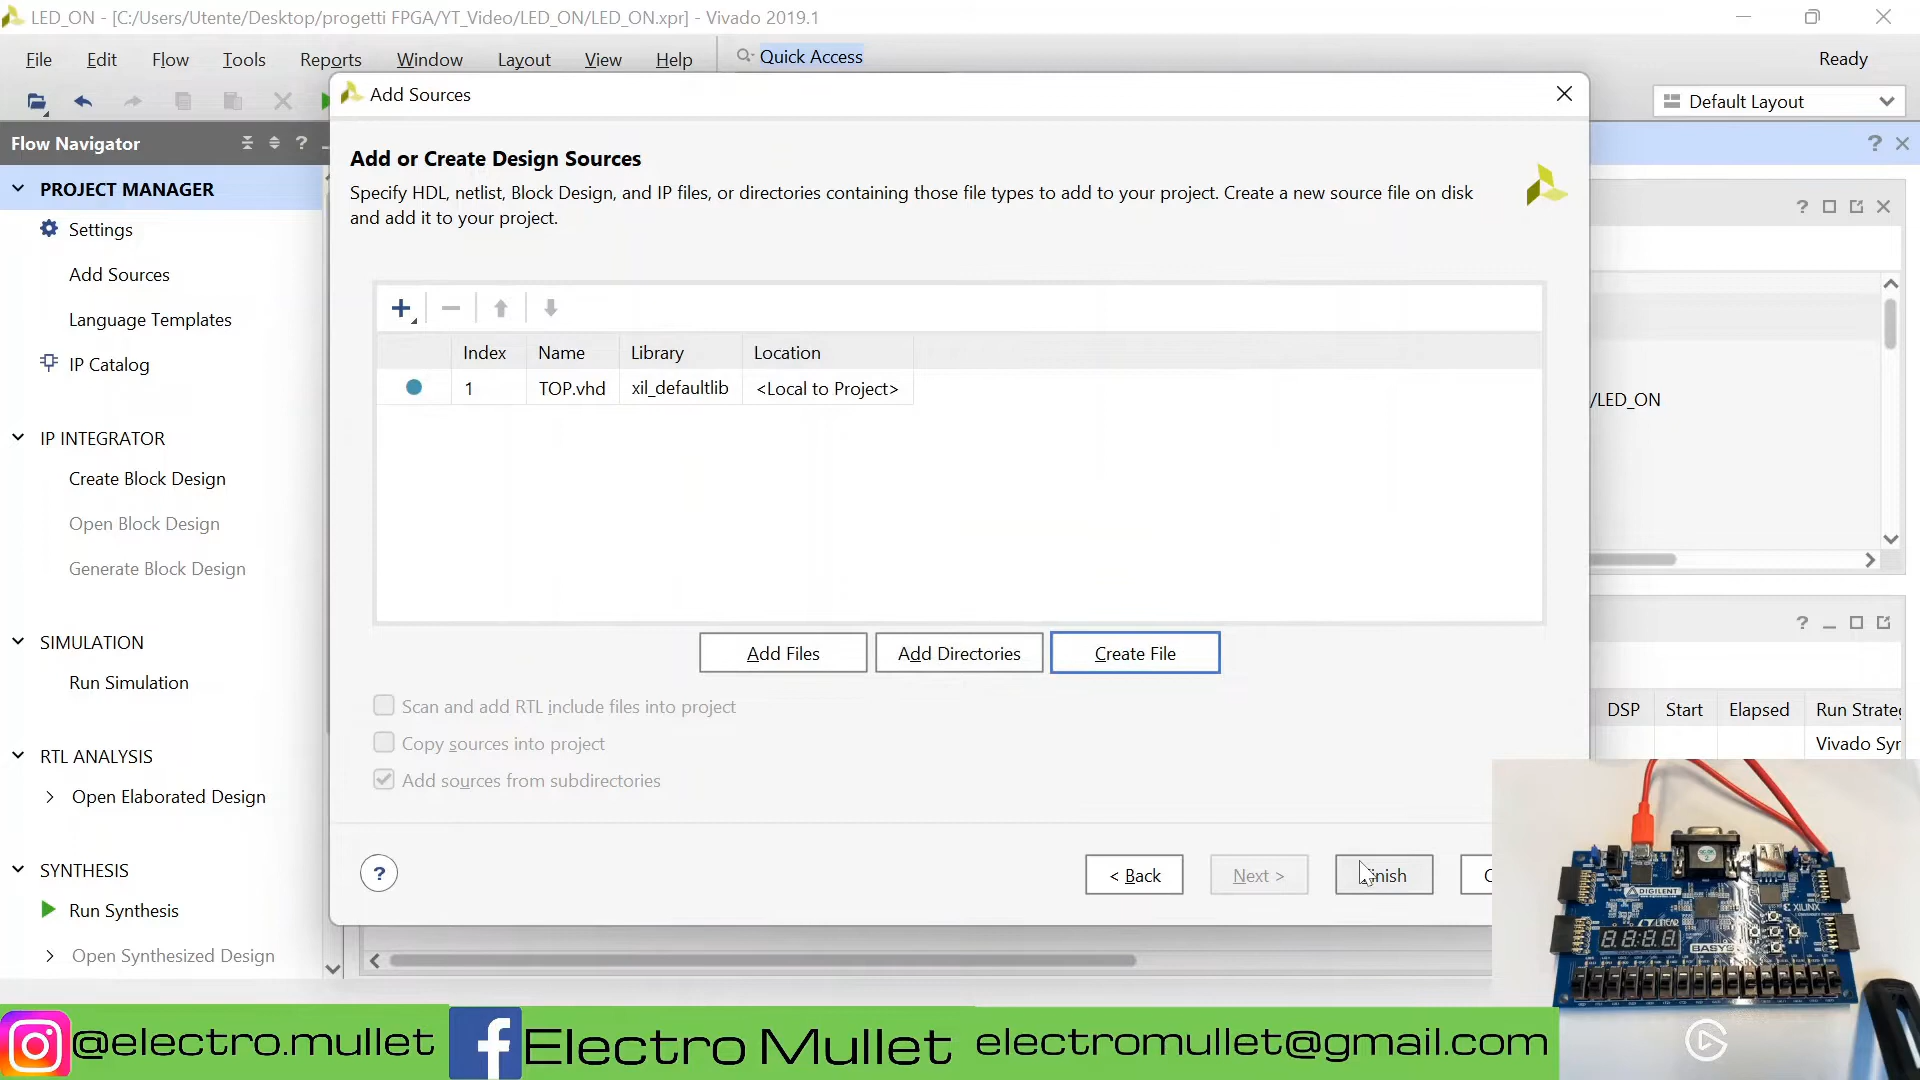 LED_ON - [C:/Users/Utente/Desktop/progetti FPGA/YT_Video/LED_ON/LED_ON.xpr] - Vivado 2019.1
File Edit Flow Tools Reports Window Layout View Help Quick Access Ready
Default Layout
Flow Navigator
PROJECT MANAGER
Settings
Add Sources
Language Templates
IP Catalog
IP INTEGRATOR
Create Block Design
Open Block Design
Generate Block Design
SIMULATION
Run Simulation
RTL ANALYSIS
Open Elaborated Design
SYNTHESIS
Run Synthesis
Open Synthesized Design
Add Sources
Add or Create Design Sources
Specify HDL, netlist, Block Design, and IP files, or directories containing those file types to add to your project. Create a new source file on disk
and add it to your project.
Index Name Library Location
1 TOP.vhd xil_defaultlib <Local to Project>
Add Files Add Directories Create File
Scan and add RTL include files into project
Copy sources into project
Add sources from subdirectories
? < Back Next > Finish C
/LED_ON
DSP Start Elapsed Run Strate
Vivado Syn
DIGILENT
XILINX
LINEAR
BASYS
@electro.mullet Electro Mullet electromullet@gmail.com